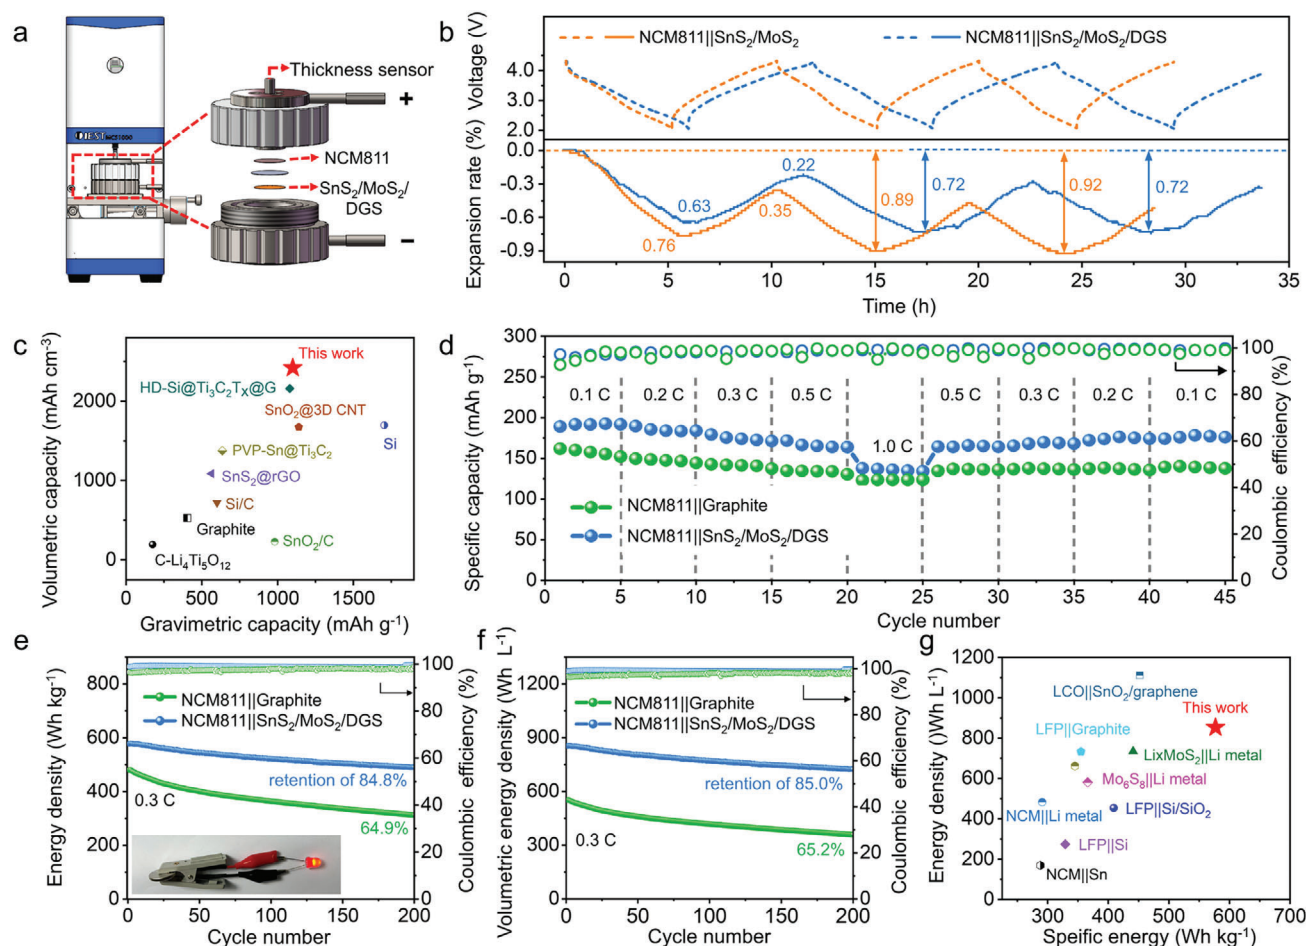 a
Thickness sensor
+
IEST
NCM811
SnS2/MoS2/
DGS
−
b
NCM811||SnS2/MoS2
NCM811||SnS2/MoS2/DGS
Voltage (V)
4.0
3.0
2.0
Expansion rate (%)
0.0
-0.3
-0.6
-0.9
0.76
0.63
0.35
0.22
0.89
0.72
0.92
0.72
0 5 10 15 20 25 30 35
Time (h)
c
Volumetric capacity (mAh cm-3)
2000
1000
0
This work
HD-Si@Ti3C2TX@G
SnO2@3D CNT
Si
PVP-Sn@Ti3C2
SnS2@rGO
Si/C
Graphite
SnO2/C
C-Li4Ti5O12
0 500 1000 1500
Gravimetric capacity (mAh g-1)
d
Specific capacity (mAh g-1)
300
250
200
150
100
50
0
0.1 C 0.2 C 0.3 C 0.5 C 1.0 C 0.5 C 0.3 C 0.2 C 0.1 C
NCM811||Graphite
NCM811||SnS2/MoS2/DGS
100
80
60
40
20
0
Coulombic efficiency (%)
0 5 10 15 20 25 30 35 40 45
Cycle number
e
Energy density (Wh kg-1)
800
600
400
200
0
NCM811||Graphite
NCM811||SnS2/MoS2/DGS
retention of 84.8%
0.3 C
64.9%
100
80
60
40
20
0
Coulombic efficiency (%)
0 50 100 150 200
Cycle number
f
Volumetric energy density (Wh L-1)
1200
900
600
300
0
NCM811||Graphite
NCM811||SnS2/MoS2/DGS
retention of 85.0%
0.3 C
65.2%
100
80
60
40
20
0
Coulombic efficiency (%)
0 50 100 150 200
Cycle number
g
Energy density ()Wh L-1)
1200
1000
800
600
400
200
0
LCO||SnO2/graphene
This work
LFP||Graphite
LixMoS2||Li metal
Mo6S8||Li metal
NCM||Li metal
LFP||Si/SiO2
LFP||Si
NCM||Sn
300 400 500 600 700
Speific energy (Wh kg-1)